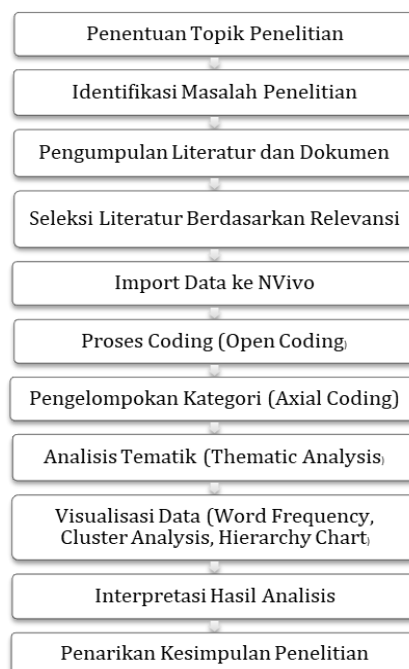 Penentuan Topik Penelitian
Identifikasi Masalah Penelitian
Pengumpulan Literatur dan Dokumen
Seleksi Literatur Berdasarkan Relevansi
Import Data ke NVivo
Proses Coding (Open Coding)
Pengelompokan Kategori (Axial Coding)
Analisis Tematik (Thematic Analysis)
Visualisasi Data (Word Frequency,
Cluster Analysis, Hierarchy Chart)
Interpretasi Hasil Analisis
Penarikan Kesimpulan Penelitian